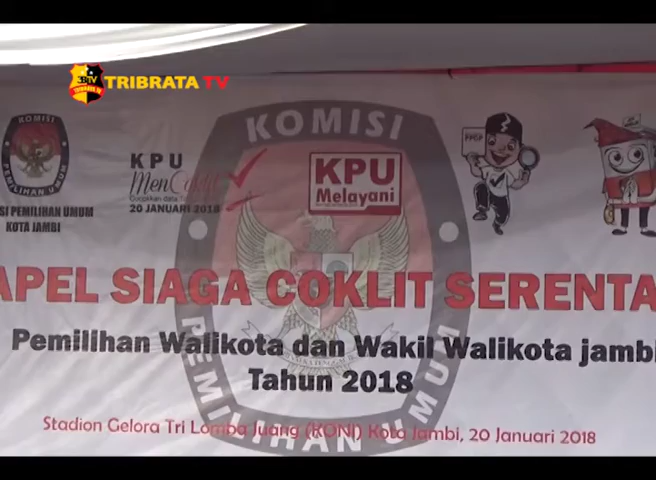 TRIBRATA TV
KOMISI
KOMISI
PEMILIHAN UMUM
KPU
MenCoklit
20 JANUARI 2018
KPU
Melayani
SI PEMILIHAN UMUM
KOTA JAMBI
APEL SIAGA COKLIT SERENTA
Pemilihan Walikota dan Wakil Walikota jambi
Tahun 2018
PEMILIHAN UMUM
Stadion Gelora Tri Lomba Juang (KONI) Kota Jambi, 20 Januari 2018